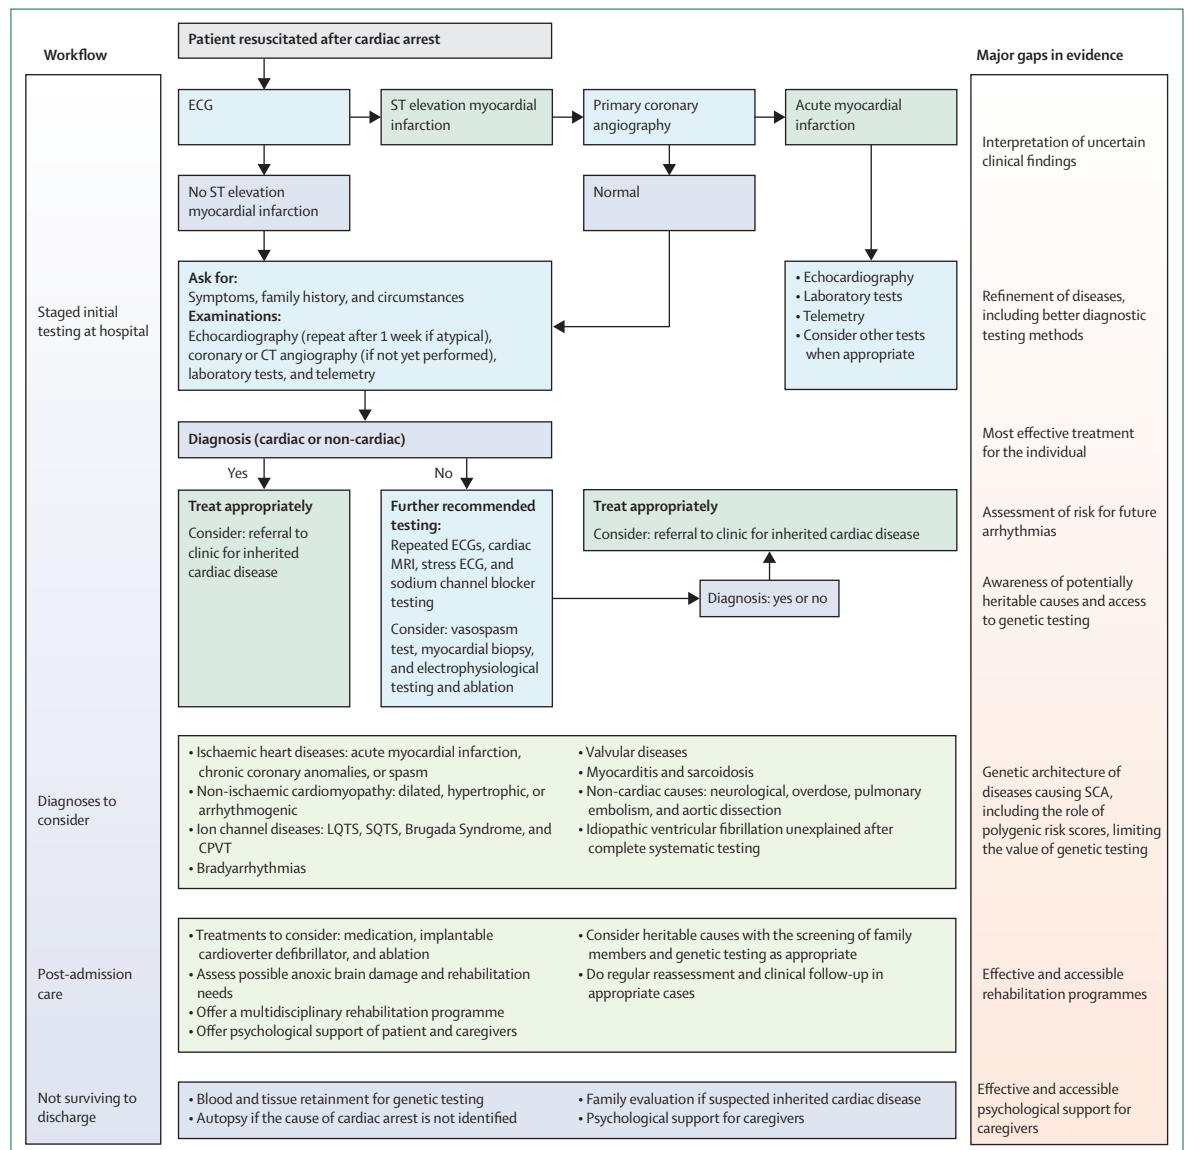 Workflow
Major gaps in evidence
Patient resuscitated after cardiac arrest
ECG
ST elevation myocardial
infarction
Primary coronary
angiography
Acute myocardial
infarction
No ST elevation
myocardial infarction
Normal
Ask for:
Symptoms, family history, and circumstances
Examinations:
Echocardiography (repeat after 1 week if atypical),
coronary or CT angiography (if not yet performed),
laboratory tests, and telemetry
• Echocardiography
• Laboratory tests
• Telemetry
• Consider other tests
when appropriate
Staged initial
testing at hospital
Interpretation of uncertain
clinical findings
Refinement of diseases,
including better diagnostic
testing methods
Most effective treatment
for the individual
Assessment of risk for future
arrhythmias
Awareness of potentially
heritable causes and access
to genetic testing
Diagnosis (cardiac or non-cardiac)
Yes
No
Treat appropriately
Consider: referral to
clinic for inherited
cardiac disease
Further recommended
testing:
Repeated ECGs, cardiac
MRI, stress ECG, and
sodium channel blocker
testing
Consider: vasospasm
test, myocardial biopsy,
and electrophysiological
testing and ablation
Treat appropriately
Consider: referral to clinic for inherited cardiac disease
Diagnosis: yes or no
Diagnoses to
consider
• Ischaemic heart diseases: acute myocardial infarction,
chronic coronary anomalies, or spasm
• Non-ischaemic cardiomyopathy: dilated, hypertrophic, or
arrhythmogenic
• Ion channel diseases: LQTS, SQTS, Brugada Syndrome, and
CPVT
• Bradyarrhythmias
• Valvular diseases
• Myocarditis and sarcoidosis
• Non-cardiac causes: neurological, overdose, pulmonary
embolism, and aortic dissection
• Idiopathic ventricular fibrillation unexplained after
complete systematic testing
Genetic architecture of
diseases causing SCA,
including the role of
polygenic risk scores, limiting
the value of genetic testing
Post-admission
care
• Treatments to consider: medication, implantable
cardioverter defibrillator, and ablation
• Assess possible anoxic brain damage and rehabilitation
needs
• Offer a multidisciplinary rehabilitation programme
• Offer psychological support of patient and caregivers
• Consider heritable causes with the screening of family
members and genetic testing as appropriate
• Do regular reassessment and clinical follow-up in
appropriate cases
Effective and accessible
rehabilitation programmes
Not surviving to
discharge
• Blood and tissue retainment for genetic testing
• Autopsy if the cause of cardiac arrest is not identified
• Family evaluation if suspected inherited cardiac disease
• Psychological support for caregivers
Effective and accessible
psychological support for
caregivers